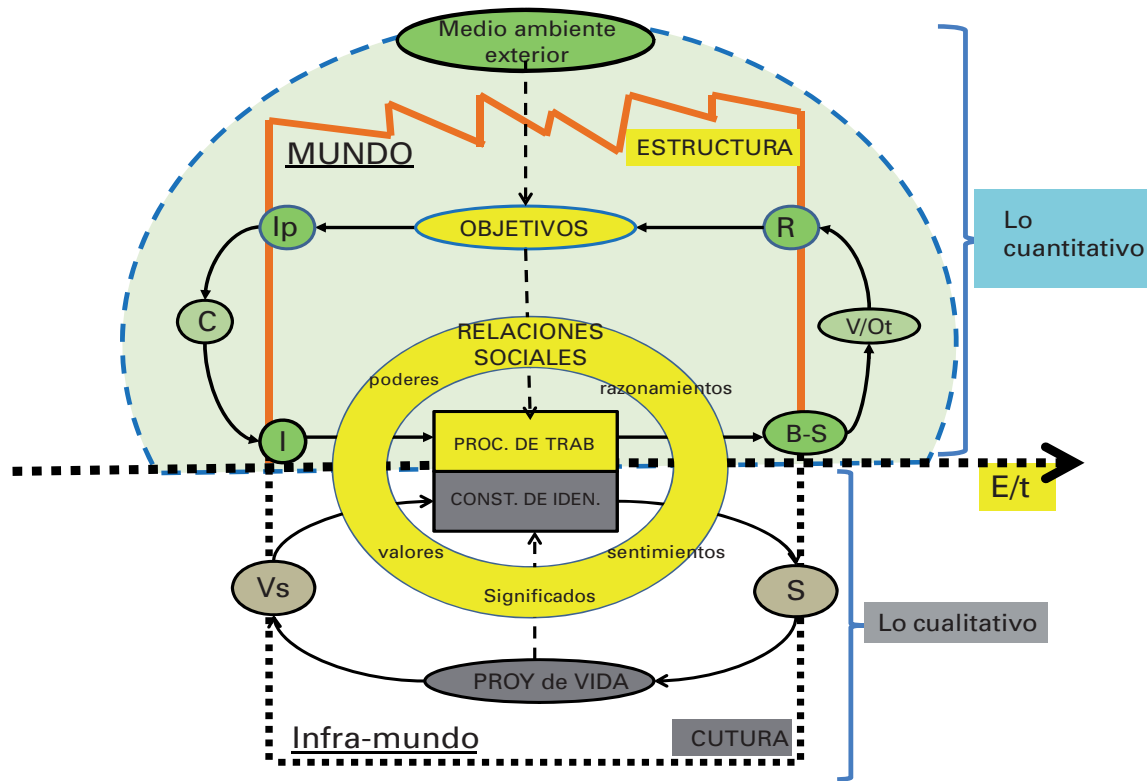 Medio ambiente
exterior
MUNDO
ESTRUCTURA
Lo
cuantitativo
Ip
OBJETIVOS
R
C
V/Ot
RELACIONES
SOCIALES
poderes
razonamientos
I
PROC. DE TRAB
B-S
E/t
CONST. DE IDEN.
valores
sentimientos
Vs
Significados
S
Lo cualitativo
PROY de VIDA
Infra-mundo
CUTURA